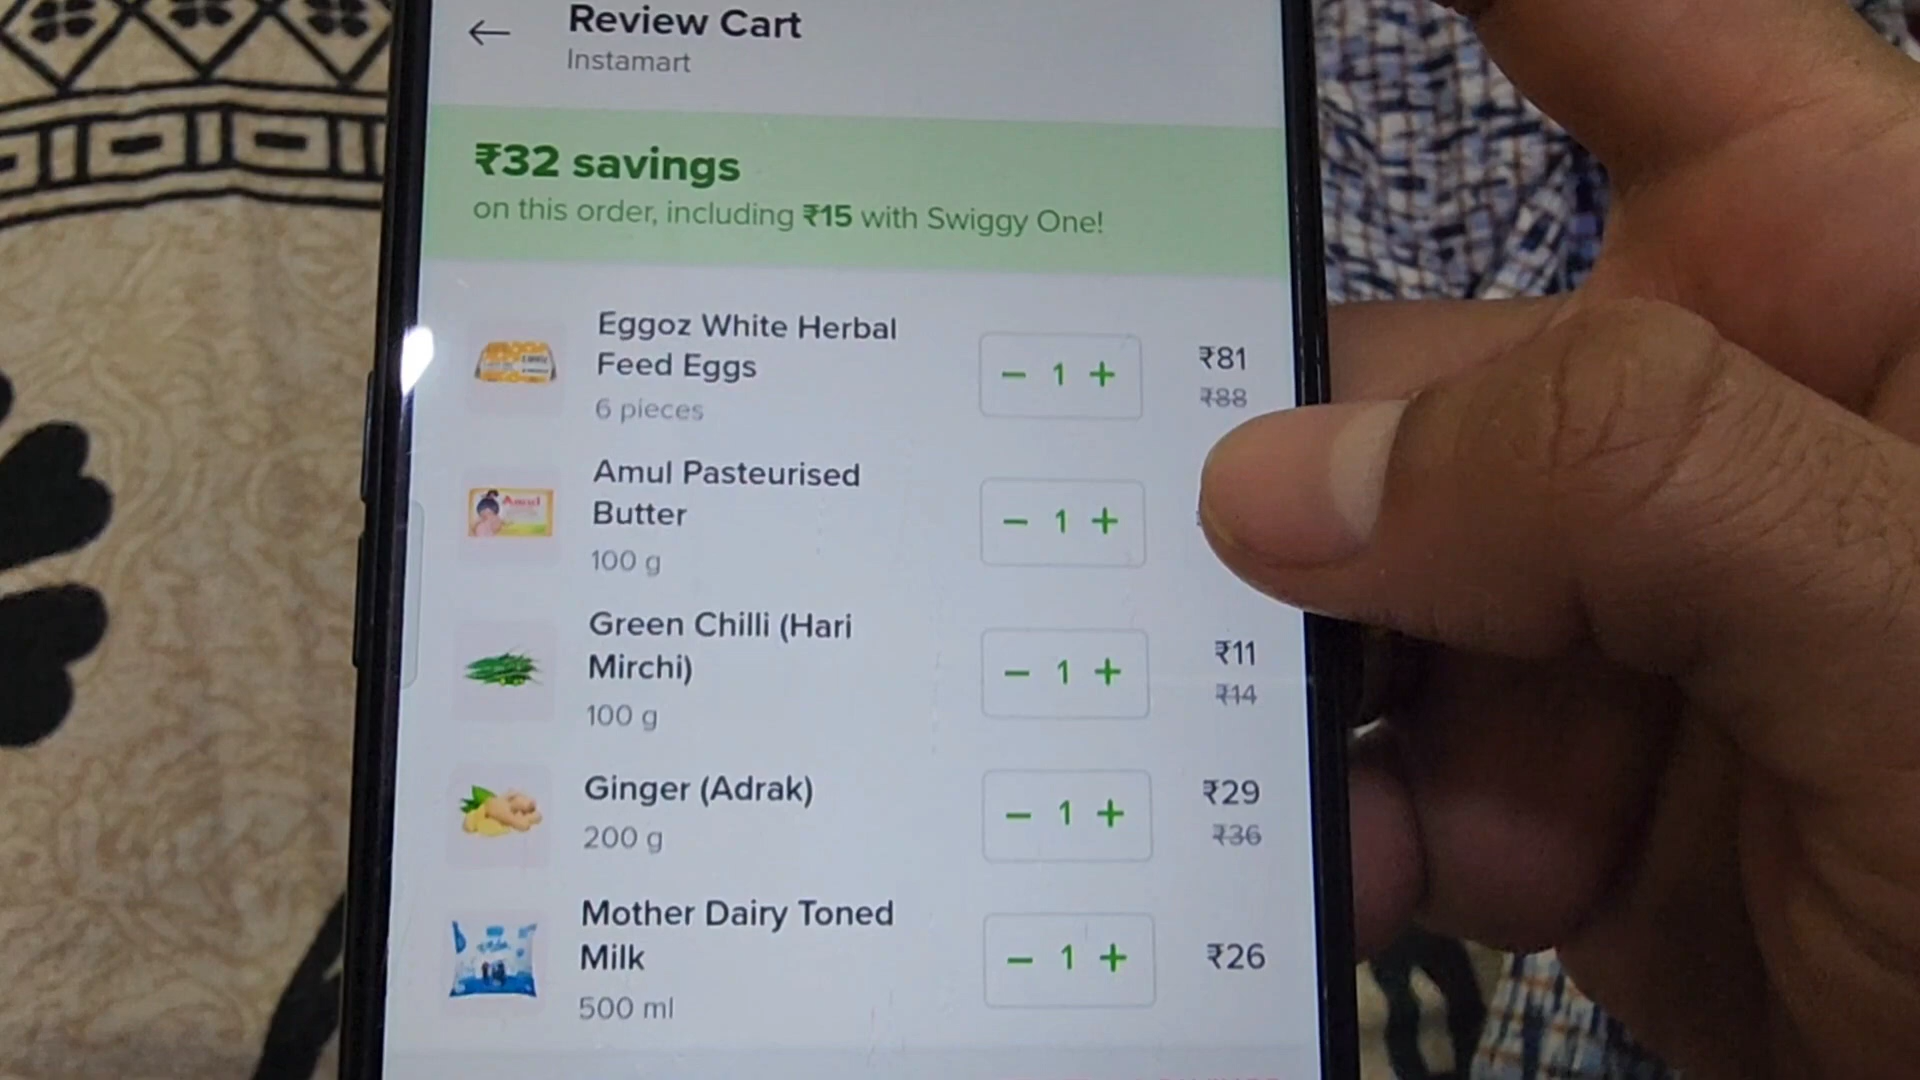 Review Cart
Instamart
₹32 savings
on this order, including ₹15 with Swiggy One!
Eggoz White Herbal
Feed Eggs
6 pieces
− 1 +
₹81
₹88
Amul Pasteurised
Butter
100 g
− 1 +
Amul
Green Chilli (Hari
Mirchi)
100 g
− 1 +
₹11
₹14
Ginger (Adrak)
200 g
− 1 +
₹29
₹36
Mother Dairy Toned
Milk
500 ml
− 1 +
₹26